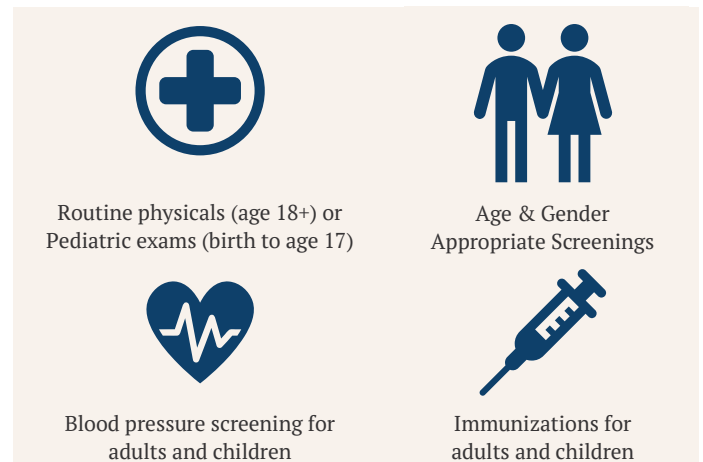 Routine physicals (age 18+) or
Pediatric exams (birth to age 17)
Age & Gender
Appropriate Screenings
Blood pressure screening for
adults and children
Immunizations for
adults and children